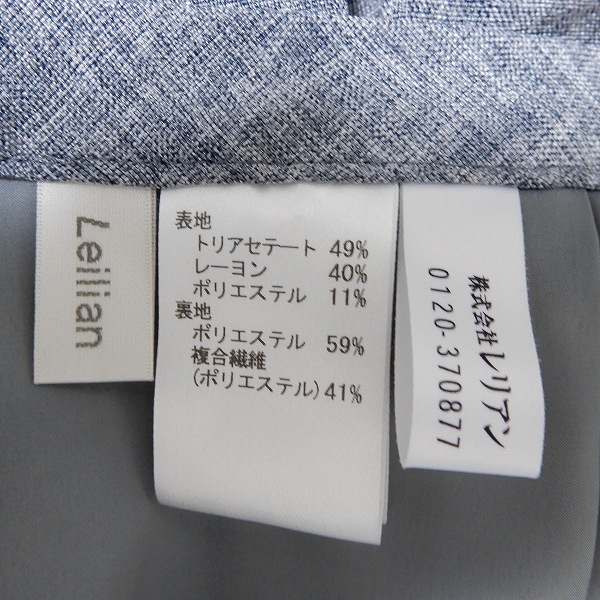 Leilian
表地
トリアセテート 49%
レーヨン 40%
ポリエステル 11%
裏地
ポリエステル 59%
複合繊維
(ポリエステル) 41%
株式会社レリアン
0120-370877